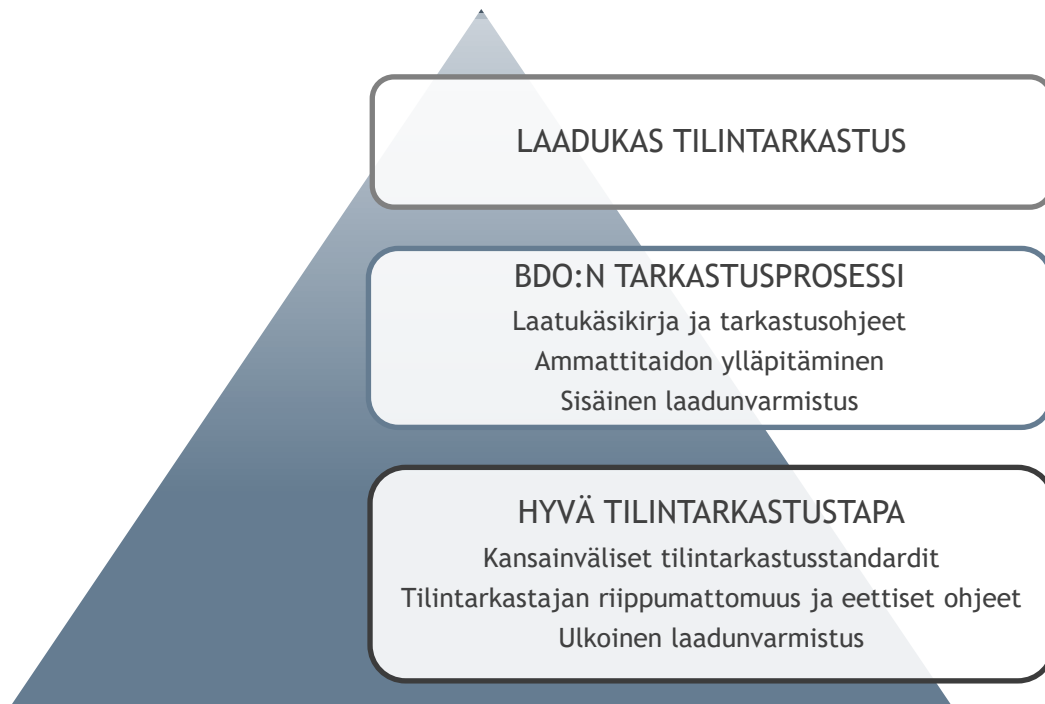 LAADUKAS TILINTARKASTUS
BDO:N TARKASTUSPROSESSI
Laatukäsikirja ja tarkastusohjeet
Ammattitaidon ylläpitäminen
Sisäinen laadunvarmistus
HYVÄ TILINTARKASTUSTAPA
Kansainväliset tilintarkastusstandardit
Tilintarkastajan riippumattomuus ja eettiset ohjeet
Ulkoinen laadunvarmistus